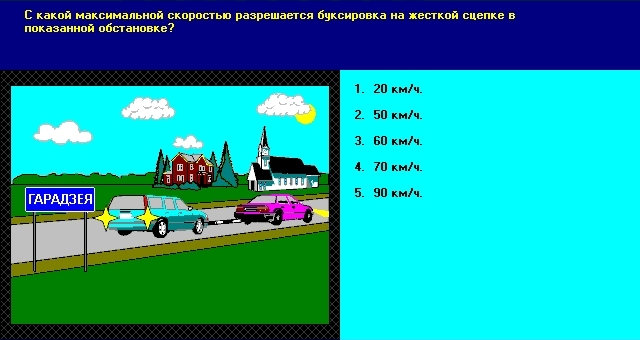 С какой максимальной скоростью разрешается буксировка на жесткой сцепке в
показанной обстановке?
1. 20 км/ч.
2. 50 км/ч.
3. 60 км/ч.
4. 70 км/ч.
5. 90 км/ч.
ГАРАДЗЕЯ